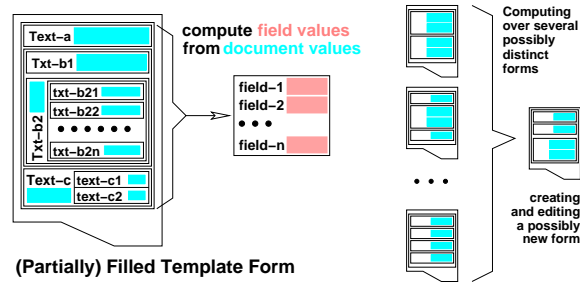 Text–a
Txt–b1
Txt–b2
txt–b21
txt–b22
txt–b2n
Text–c
text–c1
text–c2
(Partially) Filled Template Form
compute field values
from document values
field–1
field–2
field–n
Computing
over several
possibly
distinct
forms
creating
and editing
a possibly
new form